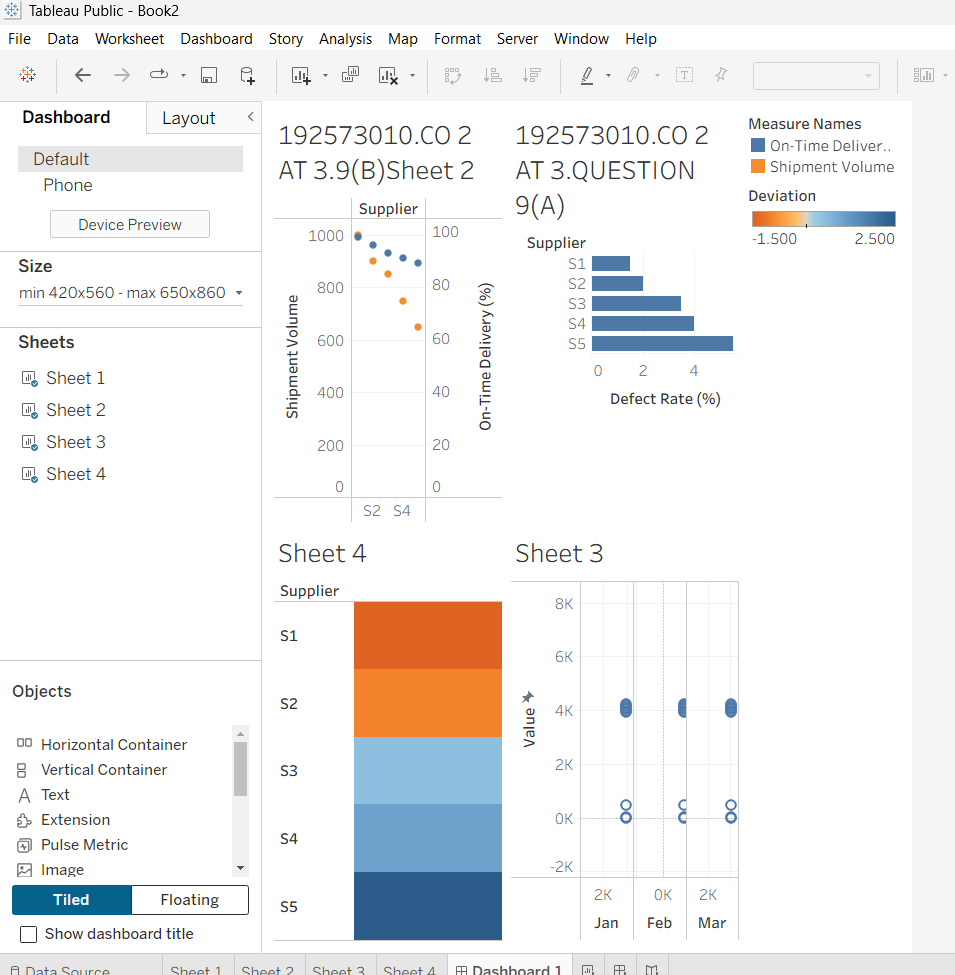 Tableau Public - Book2
File Data Worksheet Dashboard Story Analysis Map Format Server Window Help
Dashboard Layout
Default
Phone
Device Preview
Size
min 420x560 - max 650x860
Sheets
Sheet 1
Sheet 2
Sheet 3
Sheet 4
Objects
Horizontal Container
Vertical Container
Text
Extension
Pulse Metric
Image
Tiled Floating
Show dashboard title
192573010.CO 2
AT 3.9(B)Sheet 2
Supplier
1000
800
600
400
200
0
Shipment Volume
100
80
60
40
20
0
On-Time Delivery (%)
S2 S4
192573010.CO 2
AT 3.QUESTION
9(A)
Supplier
S1
S2
S3
S4
S5
0 2 4
Defect Rate (%)
Measure Names
On-Time Deliver..
Shipment Volume
Deviation
-1.500 2.500
Sheet 4
Supplier
S1
S2
S3
S4
S5
Sheet 3
Value
8K
6K
4K
2K
0K
-2K
2K 0K 2K
Jan Feb Mar
Data Source Sheet 1 Sheet 2 Sheet 3 Sheet 4 Dashboard 1